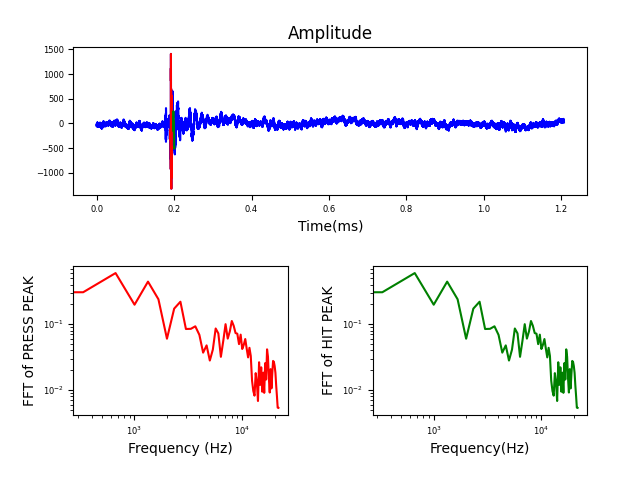 Amplitude
1500
1000
500
0
−500
−1000
0.0 0.2 0.4 0.6 0.8 1.0 1.2
Time(ms)
FFT of PRESS PEAK
10⁻¹
10⁻²
10³ 10⁴
Frequency (Hz)
FFT of HIT PEAK
10⁻¹
10⁻²
10³ 10⁴
Frequency(Hz)